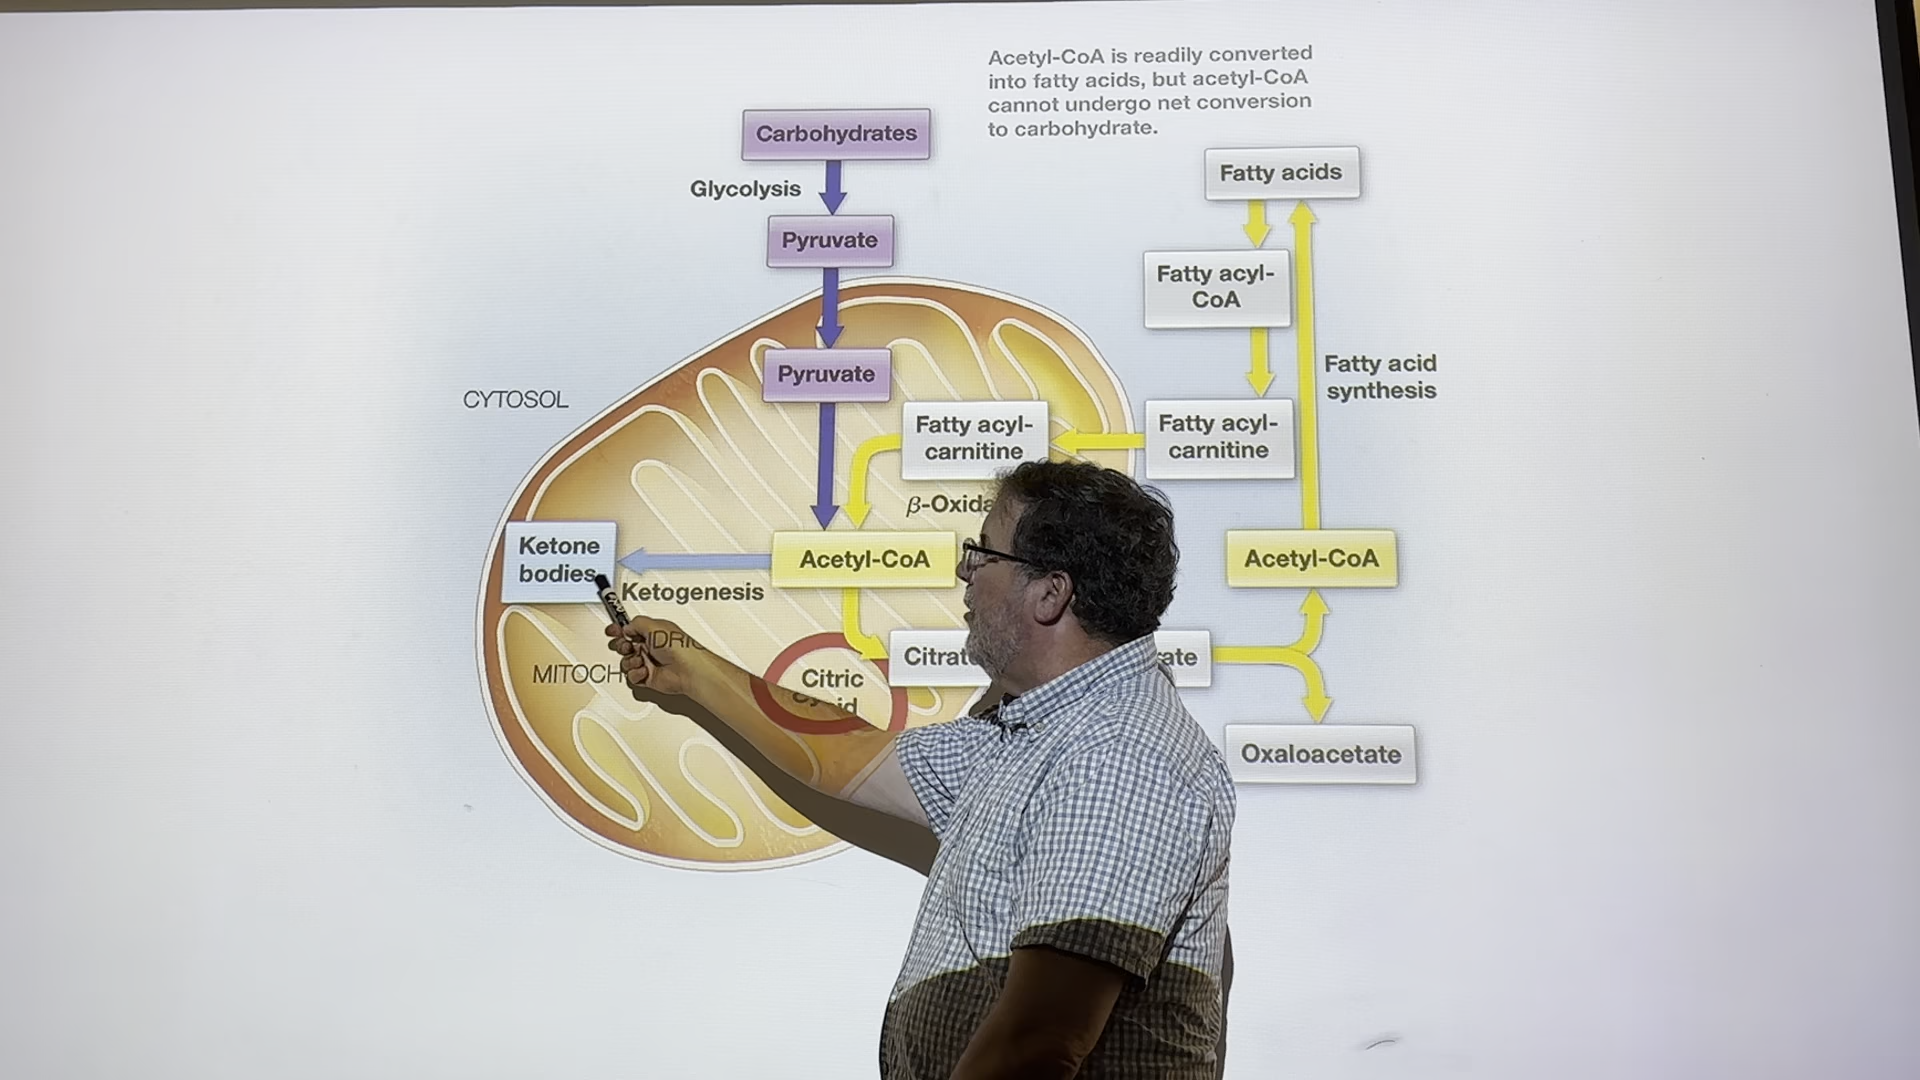 Acetyl-CoA is readily converted
into fatty acids, but acetyl-CoA
cannot undergo net conversion
to carbohydrate.
Carbohydrates
Fatty acids
Glycolysis
Pyruvate
Fatty acyl-
CoA
Pyruvate
Fatty acid
synthesis
CYTOSOL
Fatty acyl-
carnitine
Fatty acyl-
carnitine
Ketone
bodies
Acetyl-CoA
Acetyl-CoA
Ketogenesis
Citric
Oxaloacetate